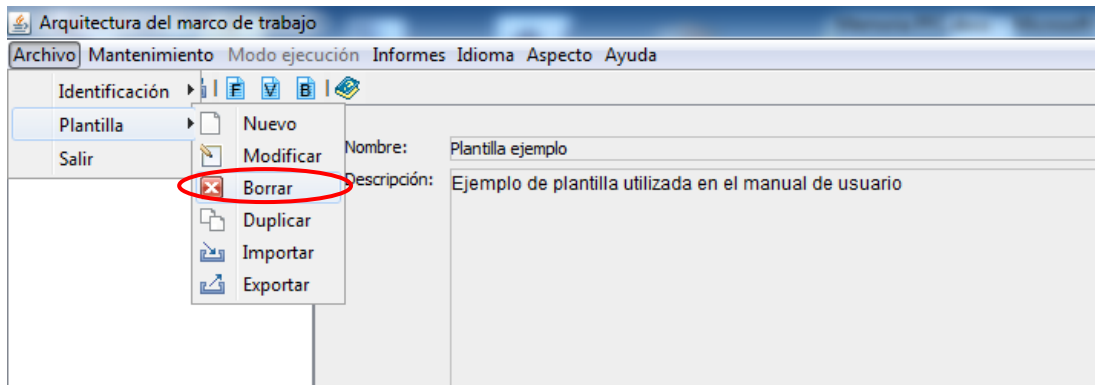 Arquitectura del marco de trabajo
Archivo Mantenimiento Modo ejecución Informes Idioma Aspecto Ayuda
Identificación
F V B
Plantilla
Salir
Nuevo
Modificar
Borrar
Duplicar
Importar
Exportar
Nombre: Plantilla ejemplo
Descripción: Ejemplo de plantilla utilizada en el manual de usuario